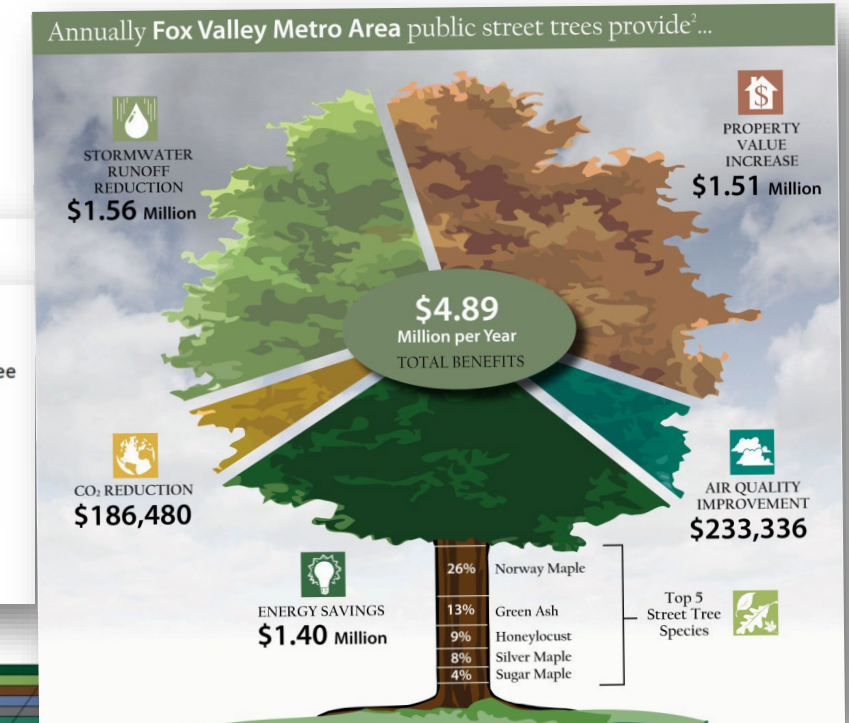 Annually Fox Valley Metro Area public street trees provide²...
STORMWATER
RUNOFF
REDUCTION
$1.56 Million
PROPERTY
VALUE
INCREASE
$1.51 Million
$
$4.89
Million per Year
TOTAL BENEFITS
ee
CO₂ REDUCTION
$186,480
AIR QUALITY
IMPROVEMENT
$233,336
ENERGY SAVINGS
$1.40 Million
26% Norway Maple
13% Green Ash
9% Honeylocust
8% Silver Maple
4% Sugar Maple
Top 5
Street Tree
Species